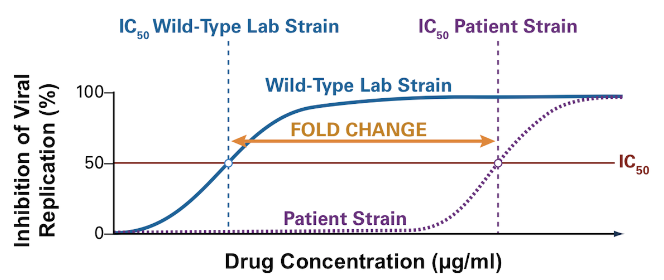 IC50 Wild-Type Lab Strain
IC50 Patient Strain
Wild-Type Lab Strain
FOLD CHANGE
IC50
Patient Strain
100
50
0
Inhibition of Viral
Replication (%)
Drug Concentration (µg/ml)